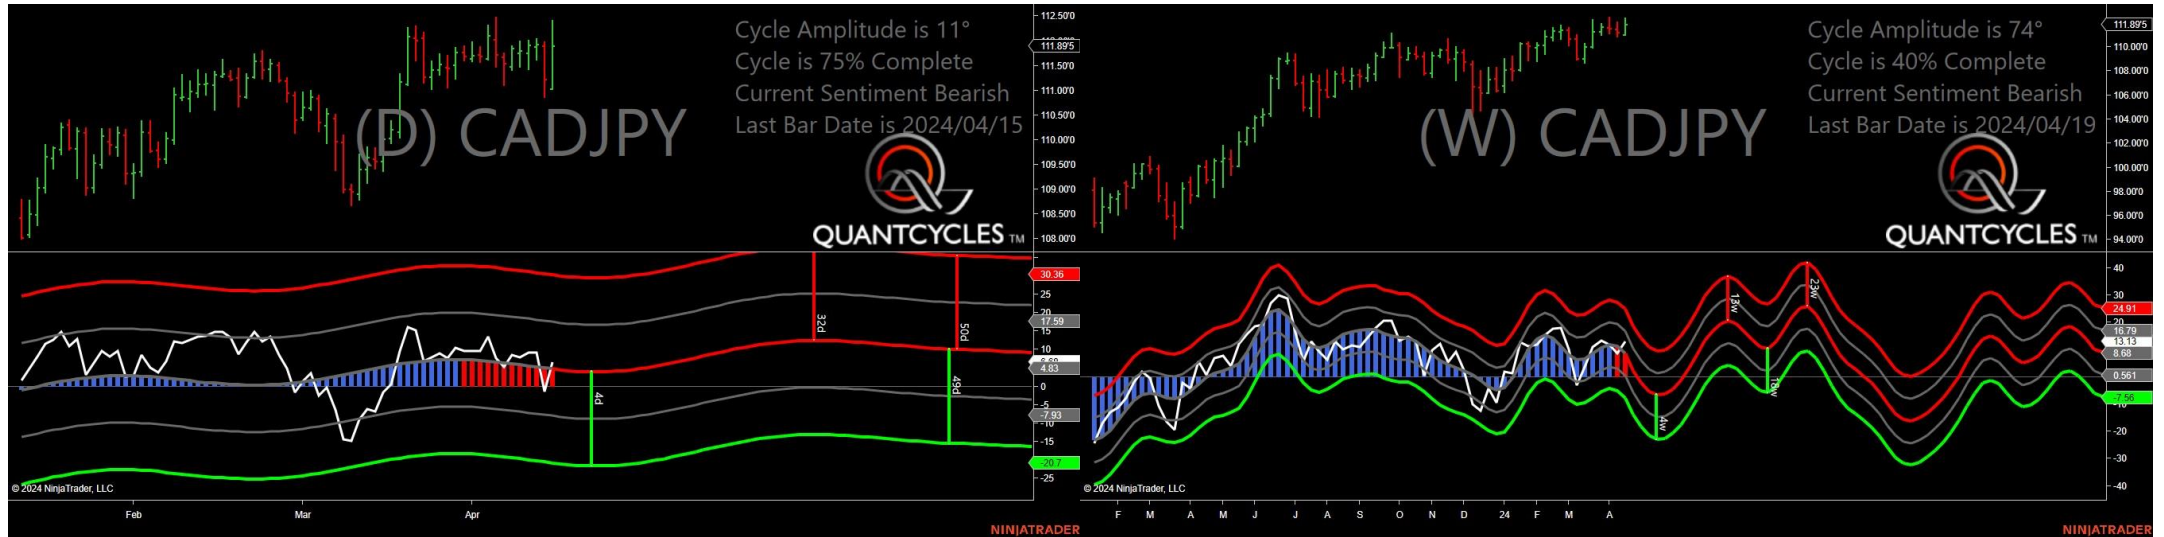 Cycle Amplitude is 11°
Cycle is 75% Complete
Current Sentiment Bearish
Last Bar Date is 2024/04/15
(D) CADJPY
QUANTCYCLES TM
112.50'0
111.89'5
111.50'0
111.00'0
110.50'0
110.00'0
109.50'0
109.00'0
108.50'0
108.00'0
30.36
25
20
17.59
15
10
4.83
0
-5
-7.93
-10
-15
-20.7
-25
32d
50d
4d
49d
© 2024 NinjaTrader, LLC
Feb Mar Apr
NINJATRADER
Cycle Amplitude is 74°
Cycle is 40% Complete
Current Sentiment Bearish
Last Bar Date is 2024/04/19
(W) CADJPY
QUANTCYCLES TM
111.89'5
110.00'0
108.00'0
106.00'0
104.00'0
102.00'0
100.00'0
98.00'0
96.00'0
94.00'0
40
30
24.91
20
16.79
13.13
8.68
0.561
-7.56
-20
-30
-40
13w
23w
18w
4w
© 2024 NinjaTrader, LLC
F M A M J J A S O N D 24 F M A
NINJATRADER